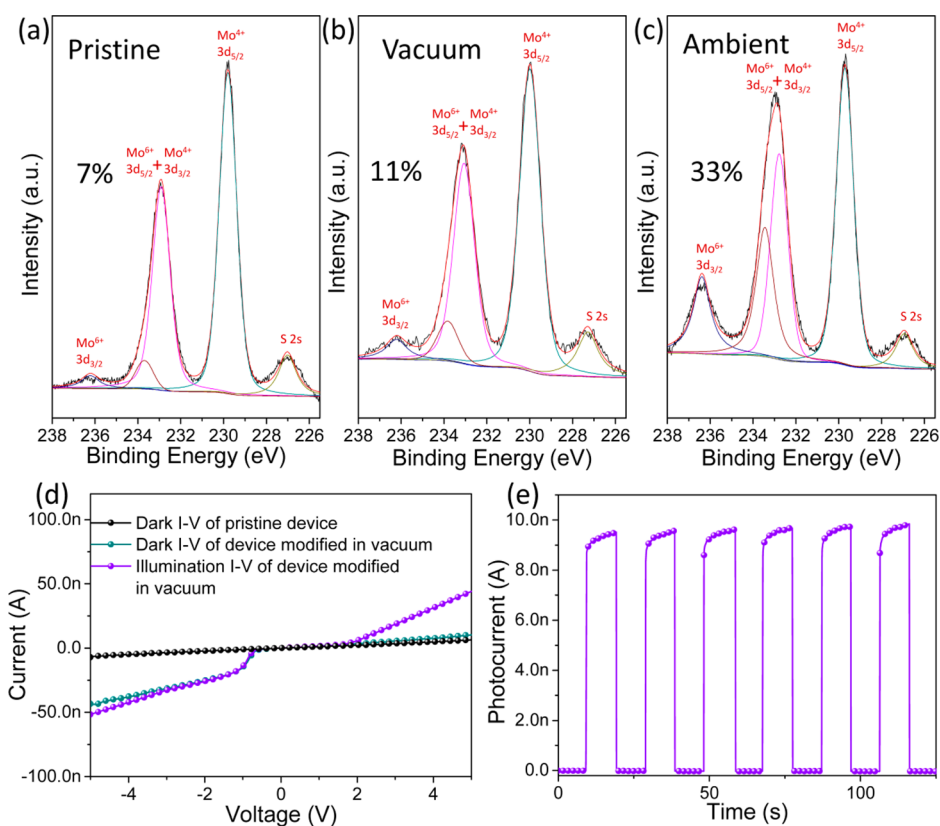 (a) Pristine
Mo⁴⁺
3d₅/₂
Mo⁶⁺ Mo⁴⁺
3d₅/₂ + 3d₃/₂
7%
Mo⁶⁺
3d₃/₂
S 2s
Intensity (a.u.)
238 236 234 232 230 228 226
Binding Energy (eV)
(b) Vacuum
Mo⁴⁺
3d₅/₂
Mo⁶⁺ Mo⁴⁺
3d₅/₂ + 3d₃/₂
11%
Mo⁶⁺
3d₃/₂
S 2s
Intensity (a.u.)
238 236 234 232 230 228 226
Binding Energy (eV)
(c) Ambient
Mo⁴⁺
3d₅/₂
Mo⁶⁺ Mo⁴⁺
3d₅/₂ + 3d₃/₂
33%
Mo⁶⁺
3d₃/₂
S 2s
Intensity (a.u.)
238 236 234 232 230 228 226
Binding Energy (eV)
(d)
100.0n
50.0n
0.0
-50.0n
-100.0n
Current (A)
Dark I-V of pristine device
Dark I-V of device modified in vacuum
Illumination I-V of device modified
in vacuum
-4 -2 0 2 4
Voltage (V)
(e)
10.0n
8.0n
6.0n
4.0n
2.0n
0.0
Photocurrent (A)
0 50 100
Time (s)